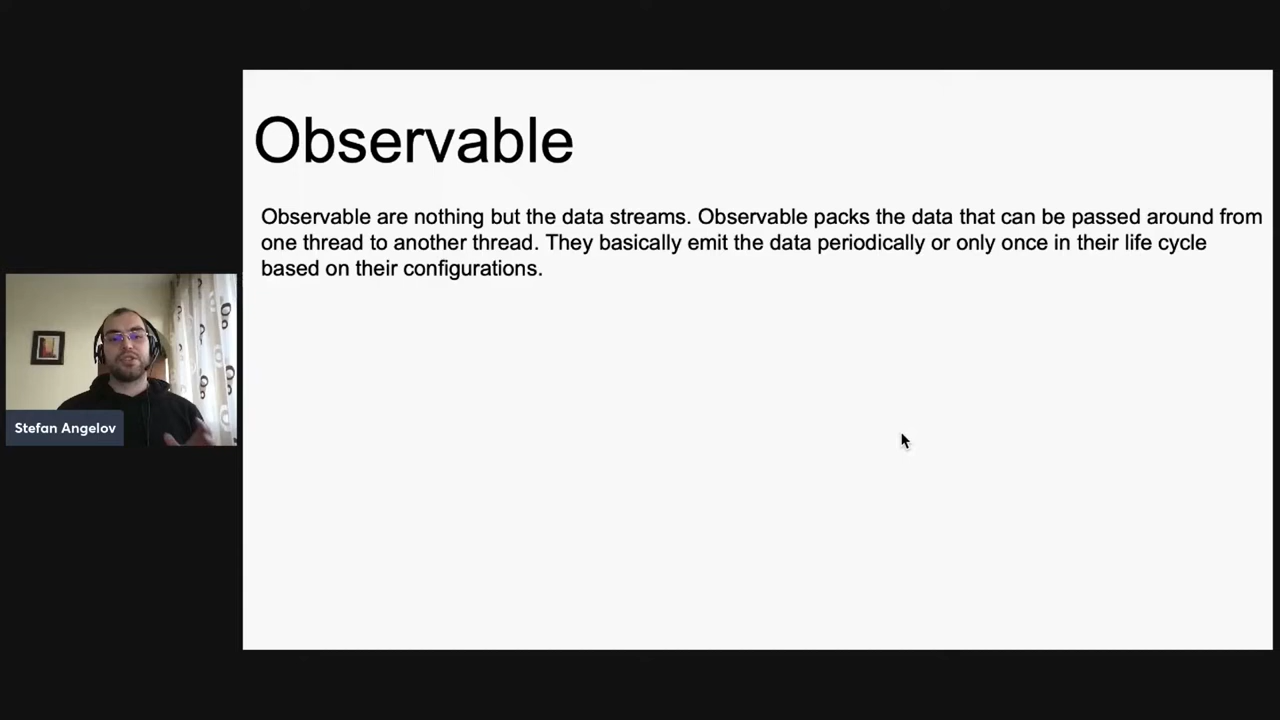 Observable
Observable are nothing but the data streams. Observable packs the data that can be passed around from
one thread to another thread. They basically emit the data periodically or only once in their life cycle
based on their configurations.
Stefan Angelov